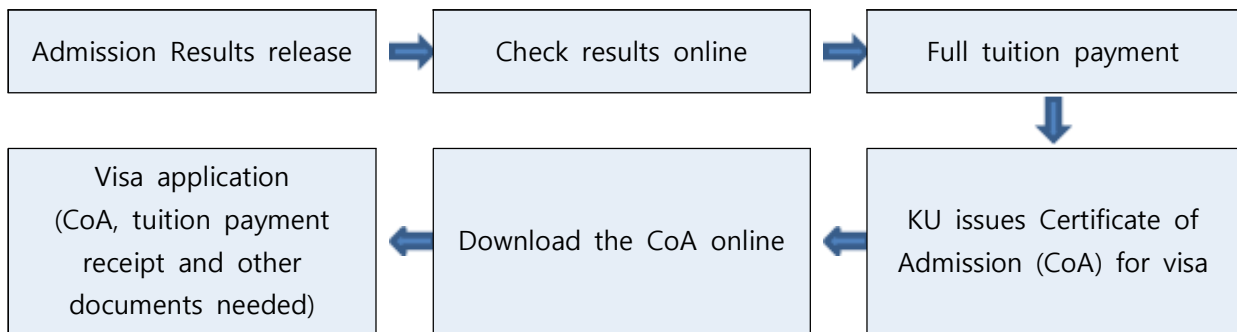 Admission Results release
Check results online
Full tuition payment
KU issues Certificate of
Admission (CoA) for visa
Download the CoA online
Visa application
(CoA, tuition payment
receipt and other
documents needed)